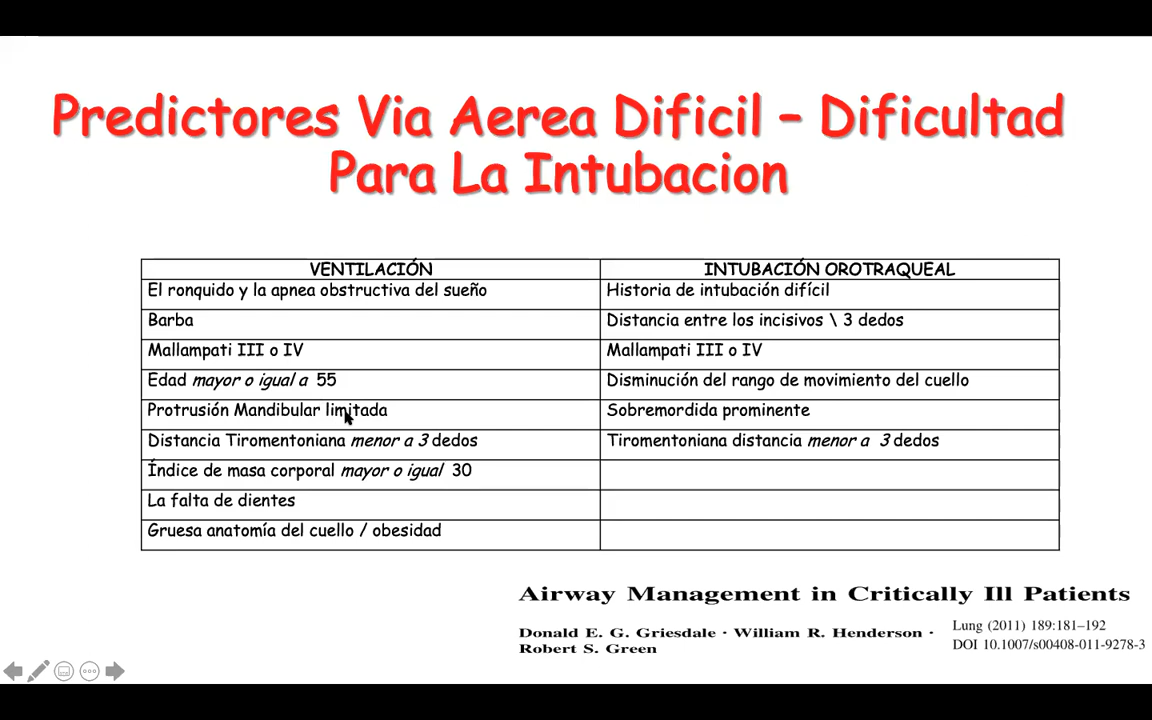 Predictores Via Aerea Dificil – Dificultad
Para La Intubacion
VENTILACIÓN INTUBACIÓN OROTRAQUEAL
El ronquido y la apnea obstructiva del sueño Historia de intubación difícil
Barba Distancia entre los incisivos \ 3 dedos
Mallampati III o IV Mallampati III o IV
Edad mayor o igual a 55 Disminución del rango de movimiento del cuello
Protrusión Mandibular limitada Sobremordida prominente
Distancia Tiromentoniana menor a 3 dedos Tiromentoniana distancia menor a 3 dedos
Índice de masa corporal mayor o igual 30
La falta de dientes
Gruesa anatomía del cuello / obesidad
Airway Management in Critically Ill Patients
Donald E. G. Griesdale · William R. Henderson ·
Robert S. Green
Lung (2011) 189:181–192
DOI 10.1007/s00408-011-9278-3